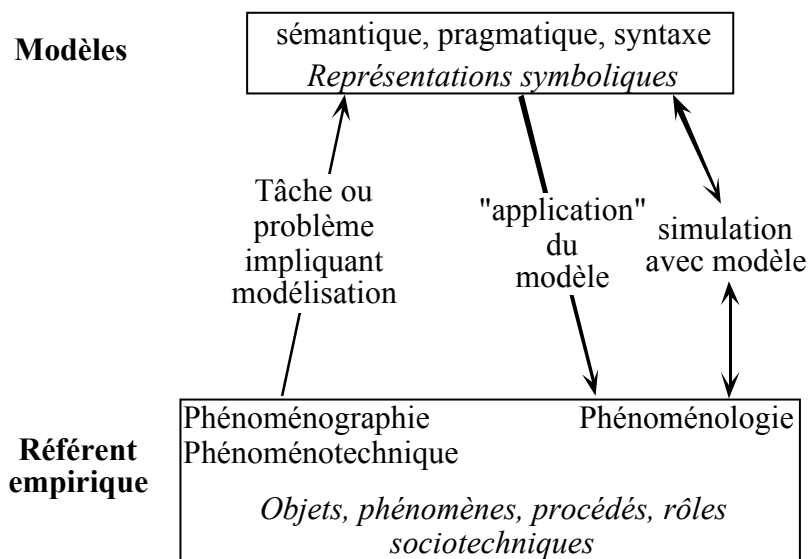 Modèles
sémantique, pragmatique, syntaxe
Représentations symboliques
Tâche ou
problème
impliquant
modélisation
"application"
du
modèle
simulation
avec modèle
Référent
empirique
Phénoménographie
Phénoménologie
Phénoménotechnique
Objets, phénomènes, procédés, rôles
sociotechniques